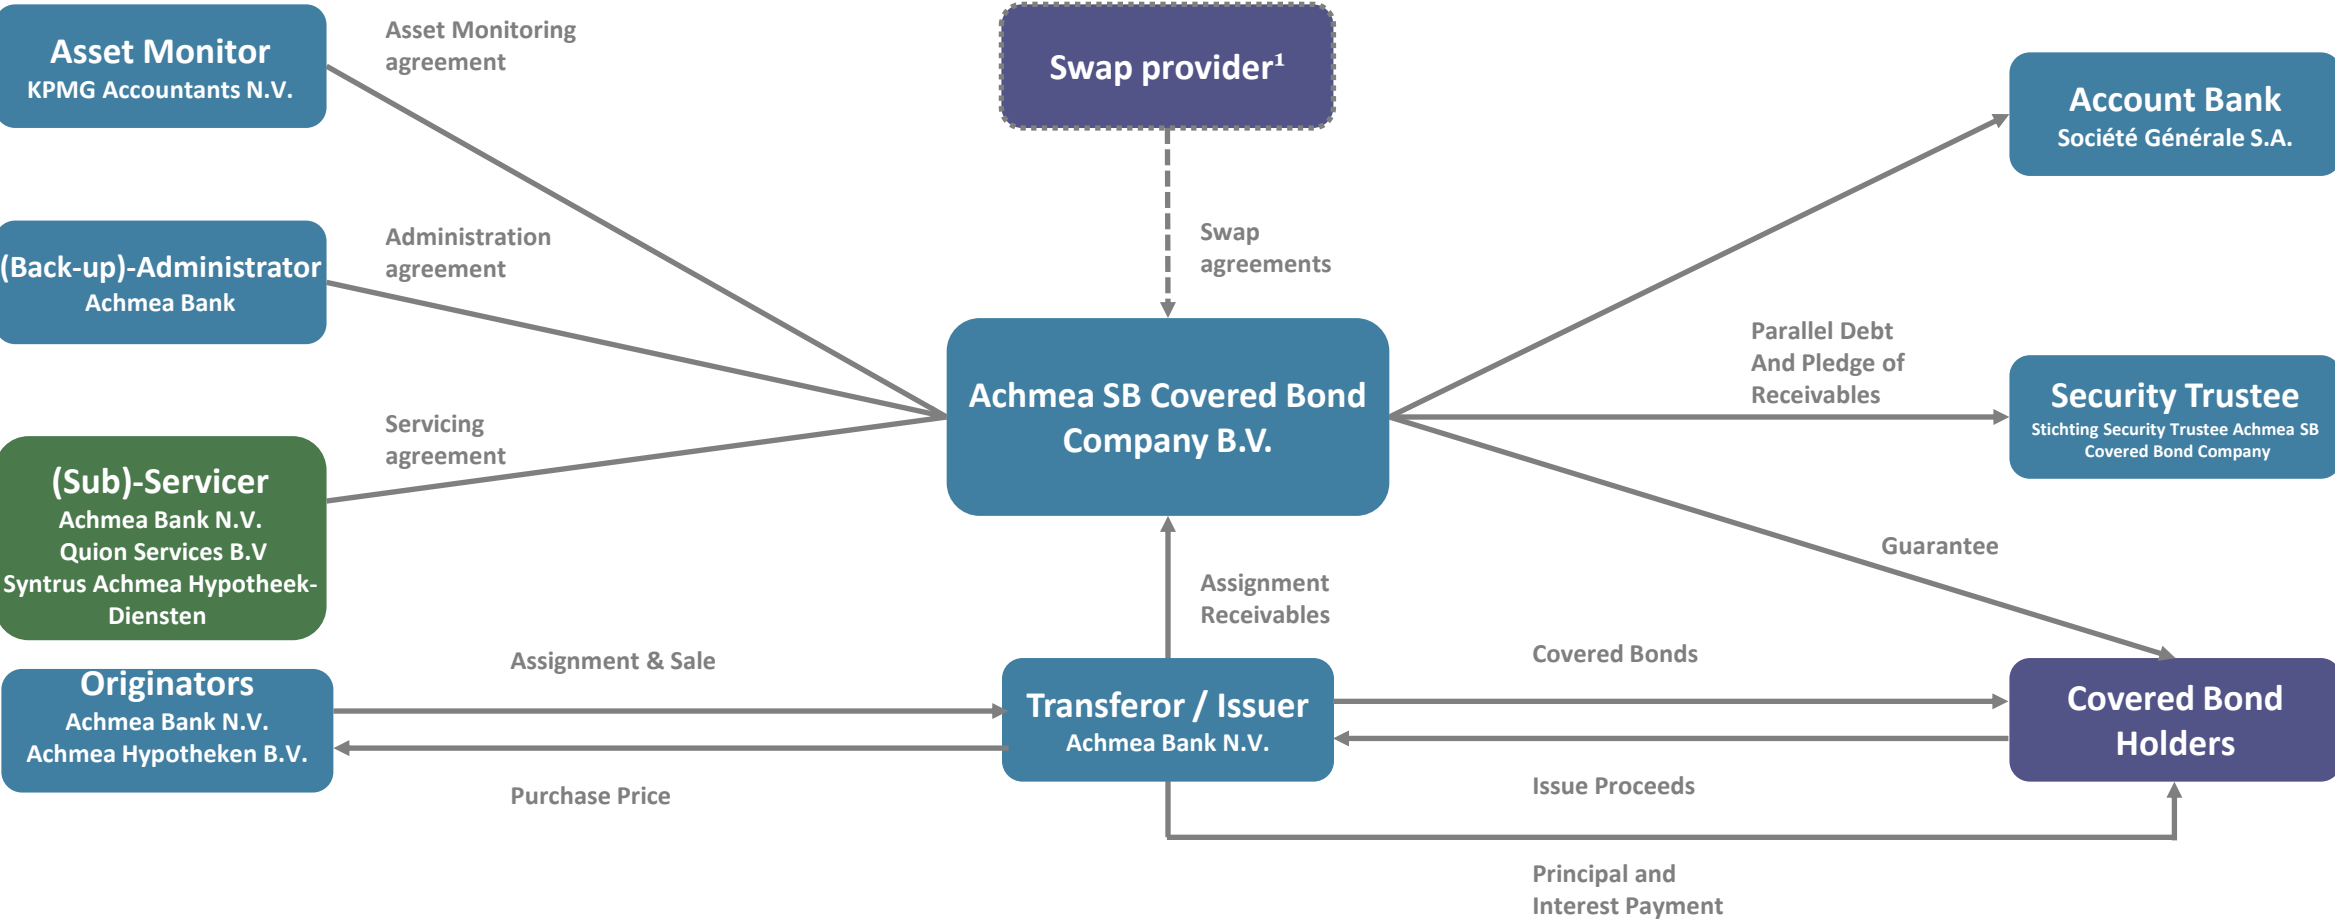 Asset Monitor
KPMG Accountants N.V.
Asset Monitoring
agreement
Swap provider¹
Account Bank
Société Générale S.A.
(Back-up)-Administrator
Achmea Bank
Administration
agreement
Swap
agreements
Achmea SB Covered Bond
Company B.V.
Parallel Debt
And Pledge of
Receivables
Security Trustee
Stichting Security Trustee Achmea SB
Covered Bond Company
(Sub)-Servicer
Achmea Bank N.V.
Quion Services B.V
Syntrus Achmea Hypotheek-
Diensten
Servicing
agreement
Guarantee
Assignment
Receivables
Originators
Achmea Bank N.V.
Achmea Hypotheken B.V.
Assignment & Sale
Purchase Price
Transferor / Issuer
Achmea Bank N.V.
Covered Bonds
Issue Proceeds
Covered Bond
Holders
Principal and
Interest Payment